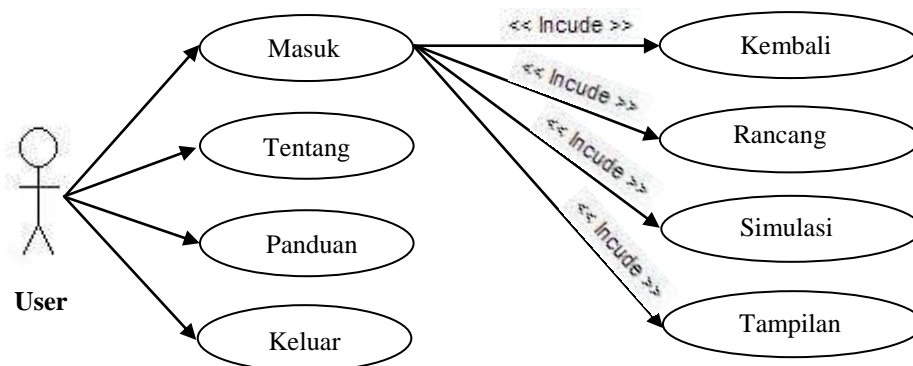 Masuk
<< Incude >>
Kembali
<< Incude >>
Rancang
Tentang
<< Incude >>
Simulasi
Panduan
<< Incude >>
User
Keluar
Tampilan